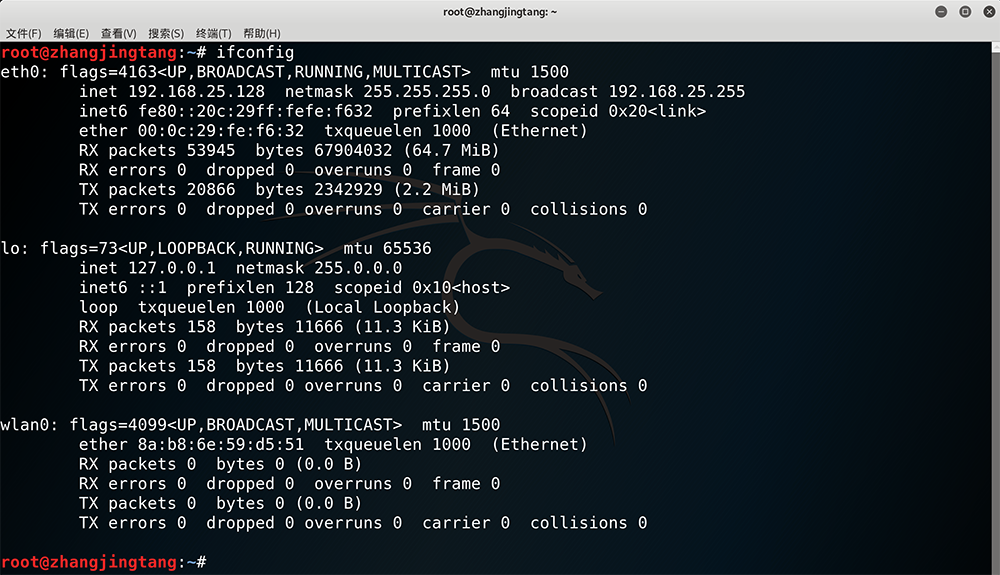 root@zhangjingtang: ~
文件(F) 编辑(E) 查看(V) 搜索(S) 终端(T) 帮助(H)
root@zhangjingtang:~# ifconfig
eth0: flags=4163<UP,BROADCAST,RUNNING,MULTICAST>  mtu 1500
        inet 192.168.25.128  netmask 255.255.255.0  broadcast 192.168.25.255
        inet6 fe80::20c:29ff:fefe:f632  prefixlen 64  scopeid 0x20<link>
        ether 00:0c:29:fe:f6:32  txqueuelen 1000  (Ethernet)
        RX packets 53945  bytes 67904032 (64.7 MiB)
        RX errors 0  dropped 0  overruns 0  frame 0
        TX packets 20866  bytes 2342929 (2.2 MiB)
        TX errors 0  dropped 0 overruns 0  carrier 0  collisions 0
lo: flags=73<UP,LOOPBACK,RUNNING>  mtu 65536
        inet 127.0.0.1  netmask 255.0.0.0
        inet6 ::1  prefixlen 128  scopeid 0x10<host>
        loop  txqueuelen 1000  (Local Loopback)
        RX packets 158  bytes 11666 (11.3 KiB)
        RX errors 0  dropped 0  overruns 0  frame 0
        TX packets 158  bytes 11666 (11.3 KiB)
        TX errors 0  dropped 0 overruns 0  carrier 0  collisions 0
wlan0: flags=4099<UP,BROADCAST,MULTICAST>  mtu 1500
        ether 8a:b8:6e:59:d5:51  txqueuelen 1000  (Ethernet)
        RX packets 0  bytes 0 (0.0 B)
        RX errors 0  dropped 0  overruns 0  frame 0
        TX packets 0  bytes 0 (0.0 B)
        TX errors 0  dropped 0 overruns 0  carrier 0  collisions 0
root@zhangjingtang:~#